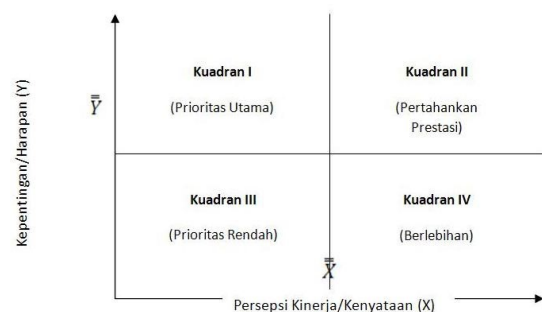 Kepentingan/Harapan (Y)
Kuadran I
(Prioritas Utama)
Kuadran II
(Pertahankan
Prestasi)
Y̿
Kuadran III
(Prioritas Rendah)
Kuadran IV
(Berlebihan)
X̿
Persepsi Kinerja/Kenyataan (X)